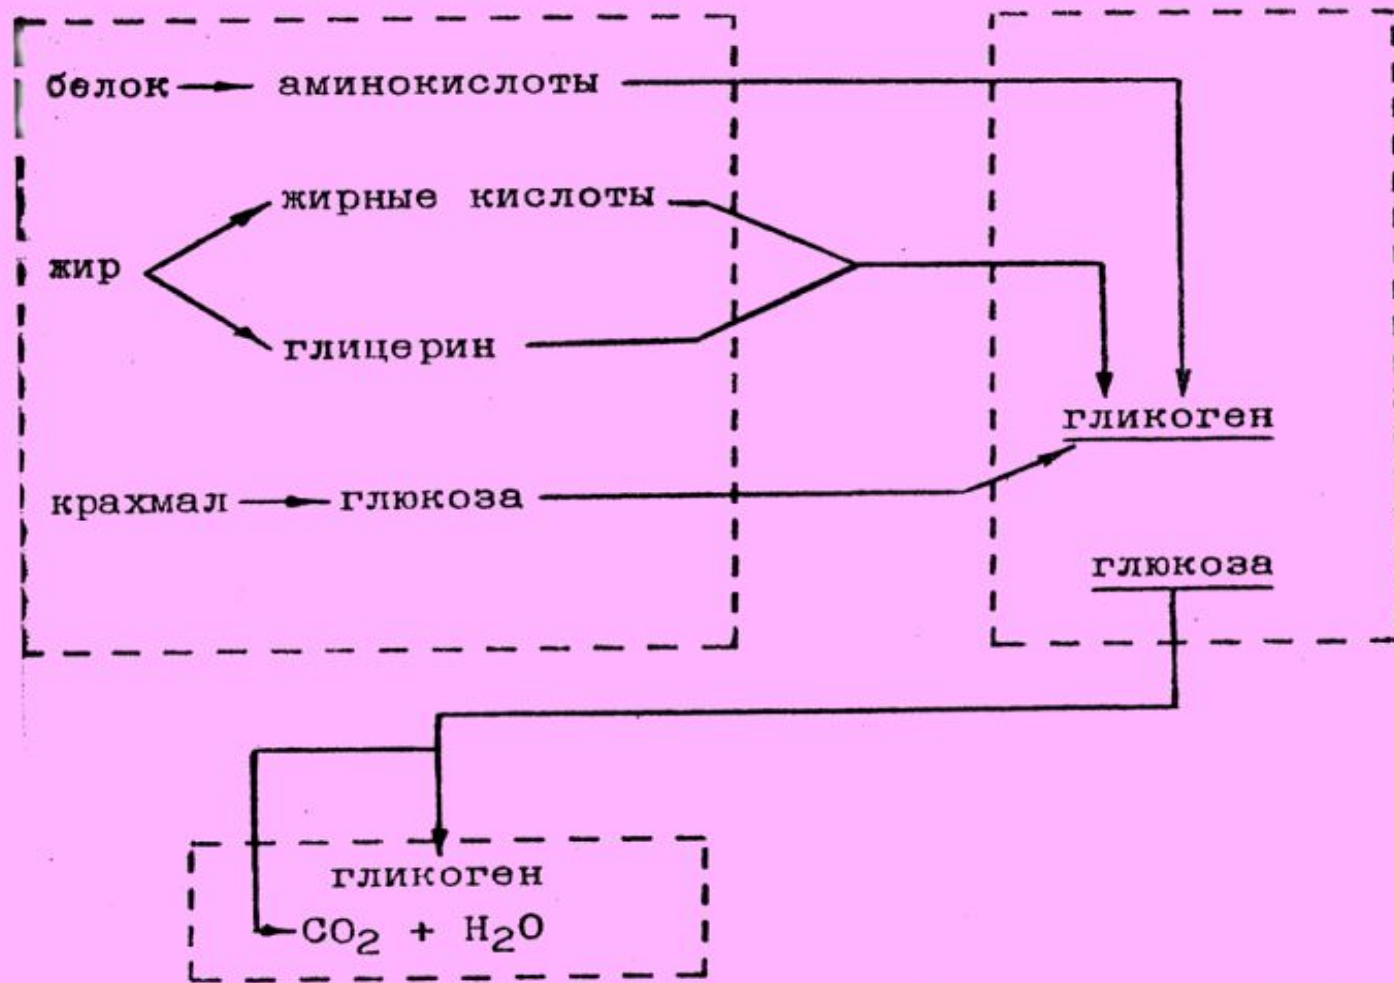 белок аминокислоты
жирные кислоты
жир
глицерин
гликоген
крахмал глюкоза
глюкоза
гликоген
CO₂ + H₂O